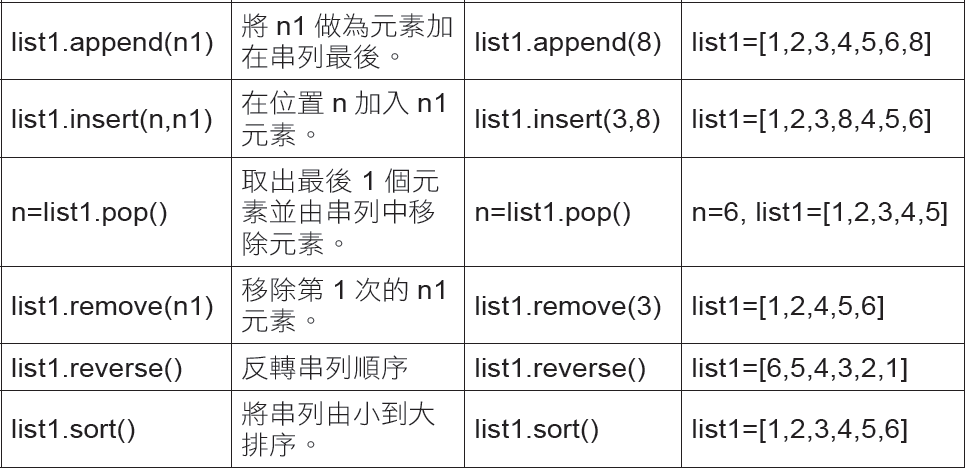 list1.append(n1)
將 n1 做為元素加
在串列最後。
list1.append(8)
list1=[1,2,3,4,5,6,8]
list1.insert(n,n1)
在位置 n 加入 n1
元素。
list1.insert(3,8)
list1=[1,2,3,8,4,5,6]
n=list1.pop()
取出最後 1 個元
素並由串列中移
除元素。
n=list1.pop()
n=6, list1=[1,2,3,4,5]
list1.remove(n1)
移除第 1 次的 n1
元素。
list1.remove(3)
list1=[1,2,4,5,6]
list1.reverse()
反轉串列順序
list1.reverse()
list1=[6,5,4,3,2,1]
list1.sort()
將串列由小到大
排序。
list1.sort()
list1=[1,2,3,4,5,6]